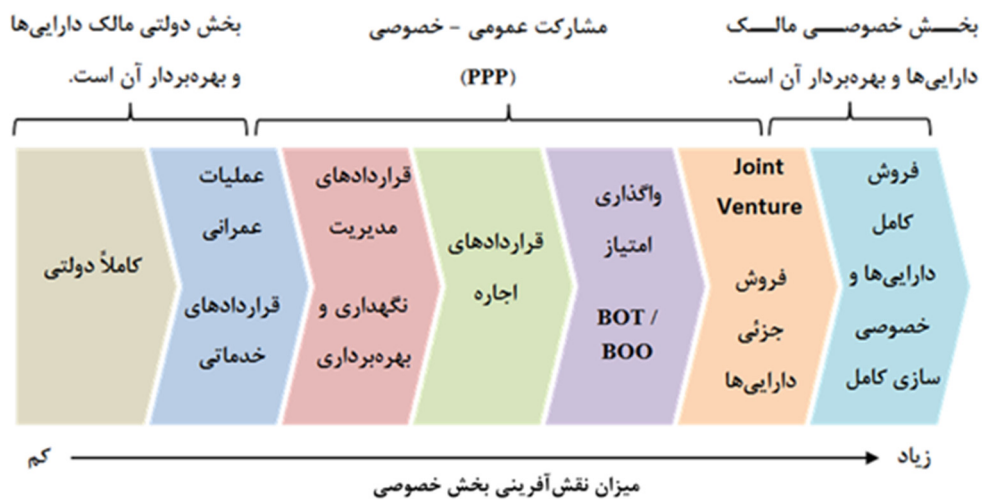 بخش خصوصی مالک
دارایی‌ها و بهره‌بردار آن است.
مشارکت عمومی - خصوصی
(PPP)
بخش دولتی مالک دارایی‌ها
و بهره‌بردار آن است.
فروش
کامل
دارایی‌ها و
خصوصی
سازی کامل
Joint
Venture
فروش
جزئی
دارایی‌ها
واگذاری
امتیاز
BOT /
BOO
قراردادهای
اجاره
قراردادهای
مدیریت
نگهداری و
بهره‌برداری
عملیات
عمرانی
قراردادهای
خدماتی
کاملاً دولتی
زیاد
کم
میزان نقش‌آفرینی بخش خصوصی